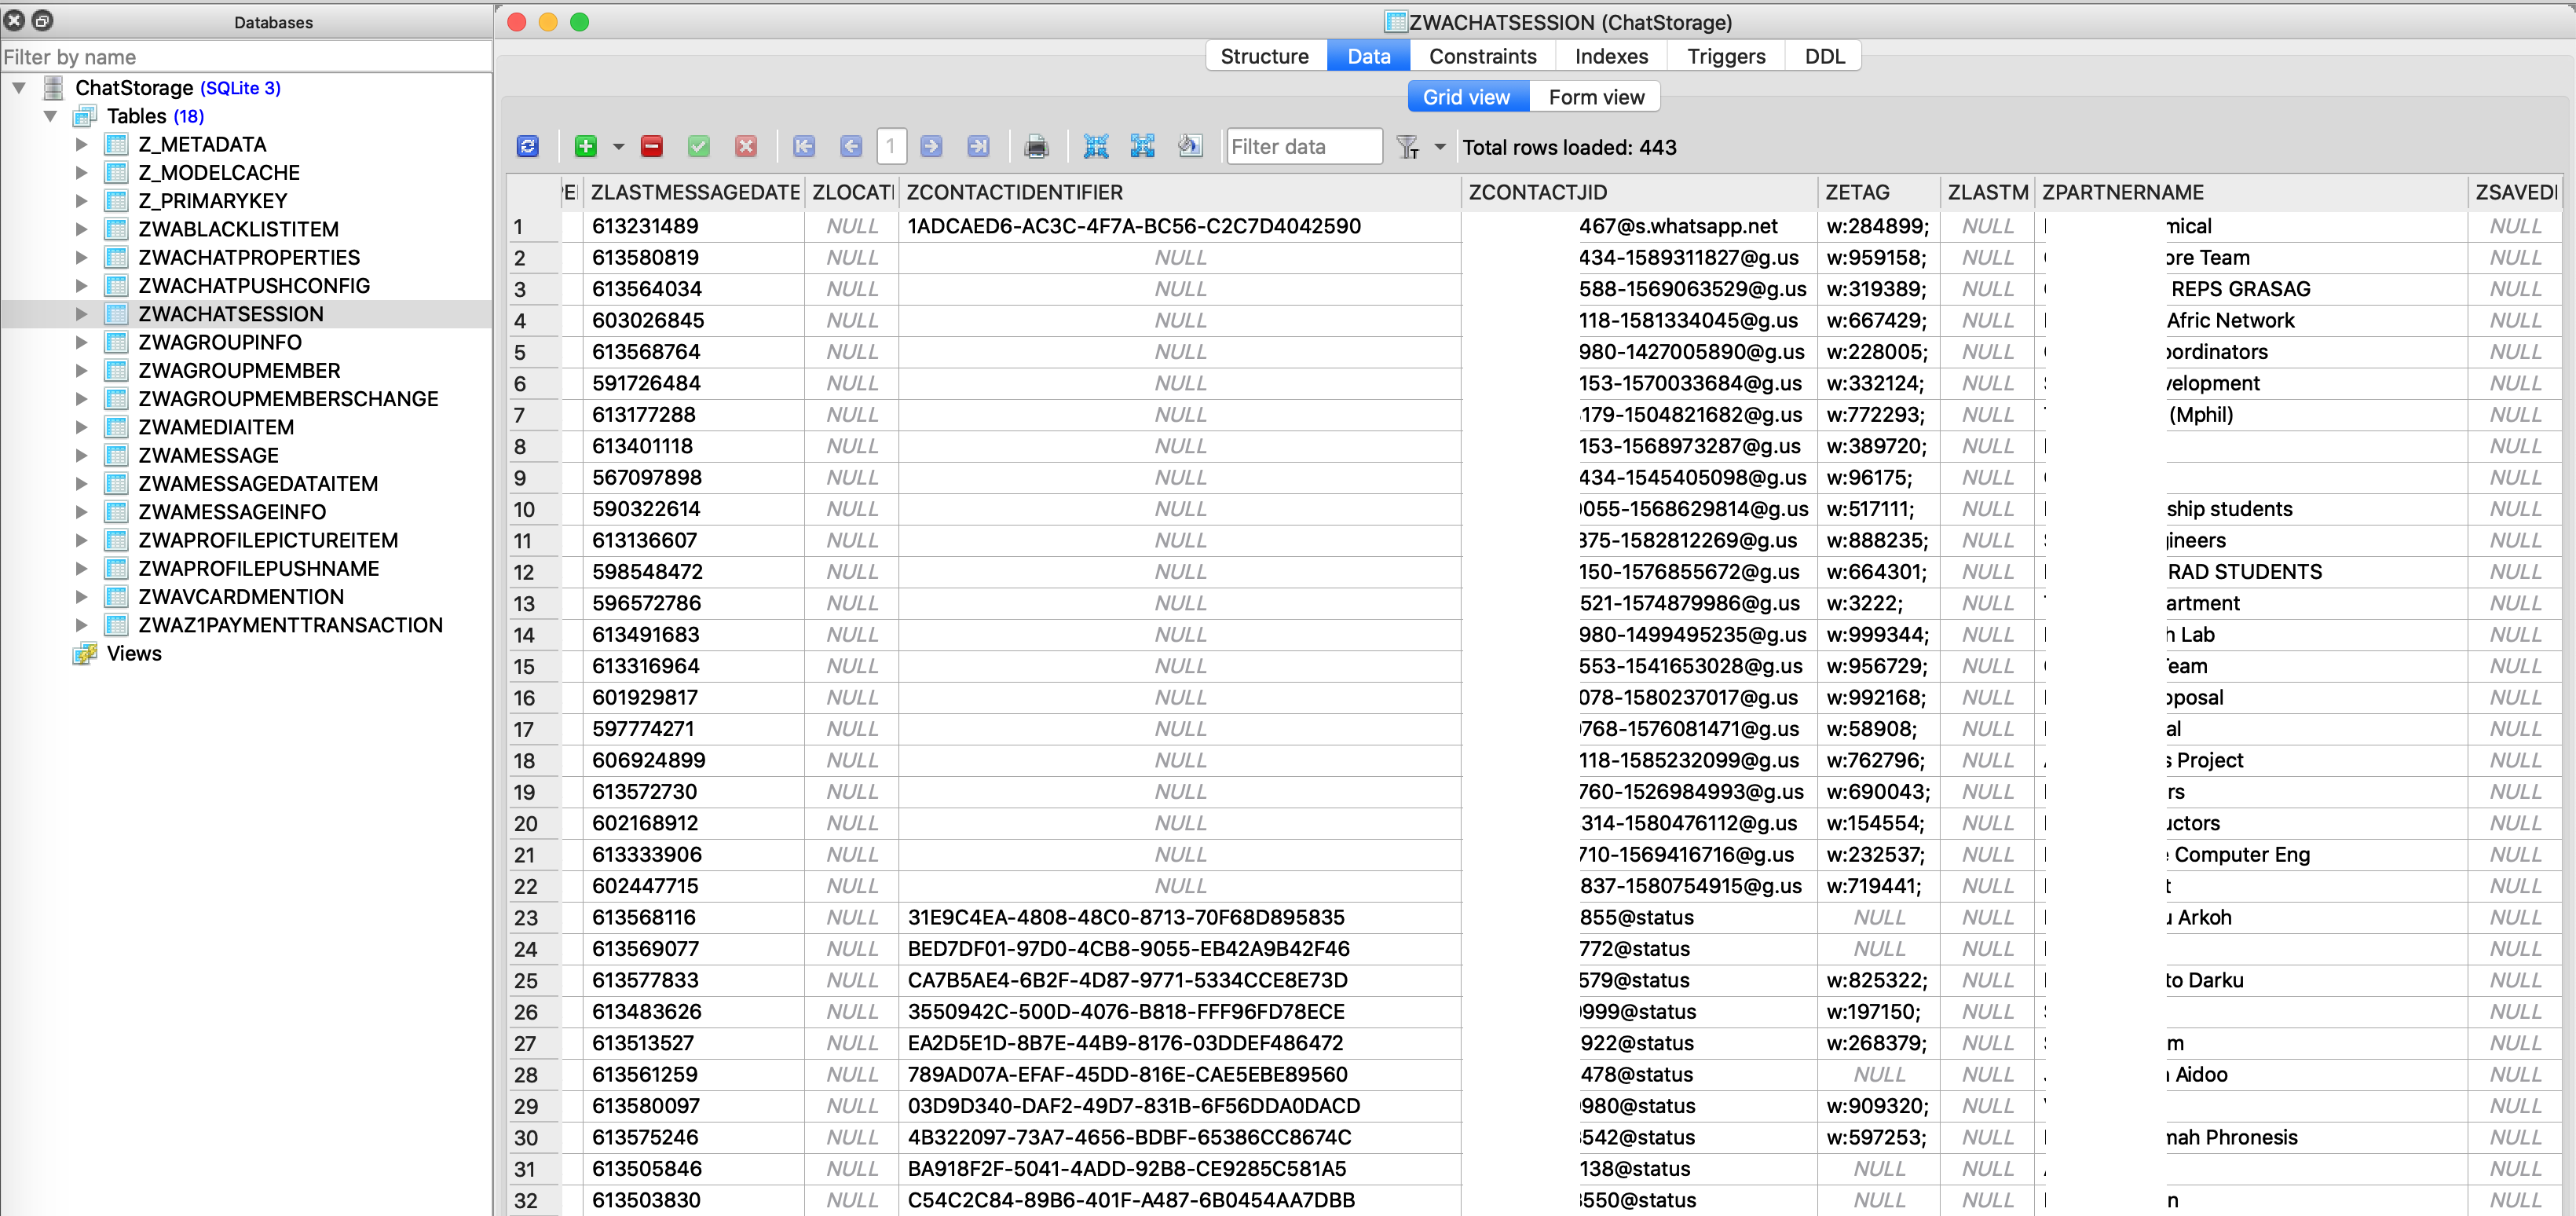 Databases
Filter by name
ChatStorage (SQLite 3)
Tables (18)
Z_METADATA
Z_MODELCACHE
Z_PRIMARYKEY
ZWABLACKLISTITEM
ZWACHATPROPERTIES
ZWACHATPUSHCONFIG
ZWACHATSESSION
ZWAGROUPINFO
ZWAGROUPMEMBER
ZWAGROUPMEMBERSCHANGE
ZWAMEDIAITEM
ZWAMESSAGE
ZWAMESSAGEDATAITEM
ZWAMESSAGEINFO
ZWAPROFILEPICTUREITEM
ZWAPROFILEPUSHNAME
ZWAVCARDMENTION
ZWAZ1PAYMENTTRANSACTION
Views
ZWACHATSESSION (ChatStorage)
Structure Data Constraints Indexes Triggers DDL
Grid view Form view
1 Filter data Total rows loaded: 443
ZLASTMESSAGEDATE ZLOCATI ZCONTACTIDENTIFIER ZCONTACTJID ZETAG ZLASTM ZPARTNERNAME ZSAVEDI
1 613231489 NULL 1ADCAED6-AC3C-4F7A-BC56-C2C7D4042590 467@s.whatsapp.net w:284899; NULL mical NULL
2 613580819 NULL NULL 434-1589311827@g.us w:959158; NULL ore Team NULL
3 613564034 NULL NULL 588-1569063529@g.us w:319389; NULL REPS GRASAG NULL
4 603026845 NULL NULL 118-1581334045@g.us w:667429; NULL Afric Network NULL
5 613568764 NULL NULL 980-1427005890@g.us w:228005; NULL ordinators NULL
6 591726484 NULL NULL 153-1570033684@g.us w:332124; NULL velopment NULL
7 613177288 NULL NULL 179-1504821682@g.us w:772293; NULL (Mphil) NULL
8 613401118 NULL NULL 153-1568973287@g.us w:389720; NULL NULL
9 567097898 NULL NULL 434-1545405098@g.us w:96175; NULL NULL
10 590322614 NULL NULL 055-1568629814@g.us w:517111; NULL ship students NULL
11 613136607 NULL NULL 375-1582812269@g.us w:888235; NULL ineers NULL
12 598548472 NULL NULL 150-1576855672@g.us w:664301; NULL RAD STUDENTS NULL
13 596572786 NULL NULL 521-1574879986@g.us w:3222; NULL artment NULL
14 613491683 NULL NULL 980-1499495235@g.us w:999344; NULL h Lab NULL
15 613316964 NULL NULL 553-1541653028@g.us w:956729; NULL Team NULL
16 601929817 NULL NULL 078-1580237017@g.us w:992168; NULL posal NULL
17 597774271 NULL NULL 768-1576081471@g.us w:58908; NULL al NULL
18 606924899 NULL NULL 118-1585232099@g.us w:762796; NULL s Project NULL
19 613572730 NULL NULL 760-1526984993@g.us w:690043; NULL rs NULL
20 602168912 NULL NULL 314-1580476112@g.us w:154554; NULL uctors NULL
21 613333906 NULL NULL 710-1569416716@g.us w:232537; NULL Computer Eng NULL
22 602447715 NULL NULL 837-1580754915@g.us w:719441; NULL t NULL
23 613568116 NULL 31E9C4EA-4808-48C0-8713-70F68D895835 855@status NULL NULL Arkoh NULL
24 613569077 NULL BED7DF01-97D0-4CB8-9055-EB42A9B42F46 772@status NULL NULL NULL
25 613577833 NULL CA7B5AE4-6B2F-4D87-9771-5334CCE8E73D 579@status w:825322; NULL to Darku NULL
26 613483626 NULL 3550942C-500D-4076-B818-FFF96FD78ECE 999@status w:197150; NULL NULL
27 613513527 NULL EA2D5E1D-8B7E-44B9-8176-03DDEF486472 922@status w:268379; NULL m NULL
28 613561259 NULL 789AD07A-EFAF-45DD-816E-CAE5EBE89560 478@status NULL NULL Aidoo NULL
29 613580097 NULL 03D9D340-DAF2-49D7-831B-6F56DDA0DACD 980@status w:909320; NULL NULL
30 613575246 NULL 4B322097-73A7-4656-BDBF-65386CC8674C 542@status w:597253; NULL mah Phronesis NULL
31 613505846 NULL BA918F2F-5041-4ADD-92B8-CE9285C581A5 138@status NULL NULL NULL
32 613503830 NULL C54C2C84-89B6-401F-A487-6B0454AA7DBB 550@status NULL NULL n NULL